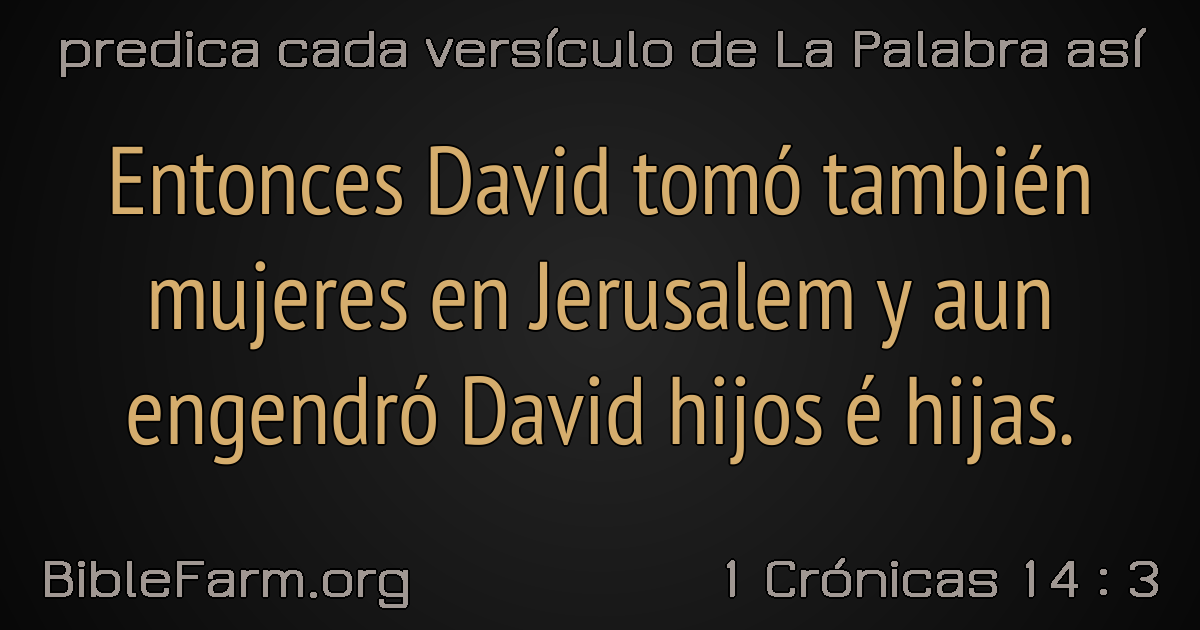 predica cada versículo de La Palabra así
Entonces David tomó también
mujeres en Jerusalem y aun
engendró David hijos é hijas.
BibleFarm.org
1 Crónicas 14 : 3